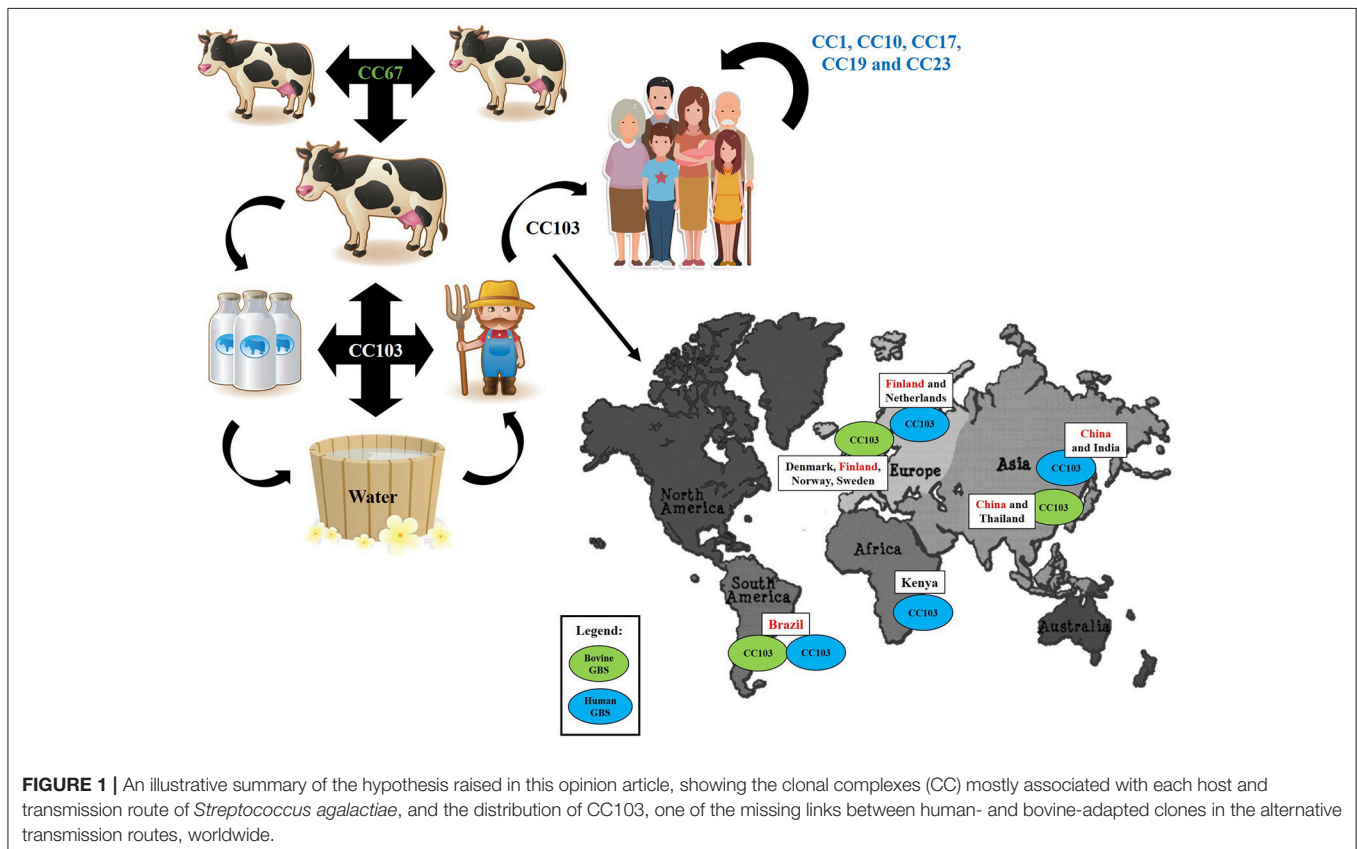 CC67
CC1, CC10, CC17,
CC19 and CC23
CC103
CC103
Water
Finland and
Netherlands
CC103
CC103
Denmark, Finland,
Norway, Sweden
Europe
Asia
China
and India
CC103
China and
Thailand
CC103
North
America
Africa
Kenya
CC103
South
America
Brazil
CC103
CC103
Australia
Legend:
Bovine
GBS
Human
GBS
FIGURE 1 | An illustrative summary of the hypothesis raised in this opinion article, showing the clonal complexes (CC) mostly associated with each host and
transmission route of Streptococcus agalactiae, and the distribution of CC103, one of the missing links between human- and bovine-adapted clones in the alternative
transmission routes, worldwide.